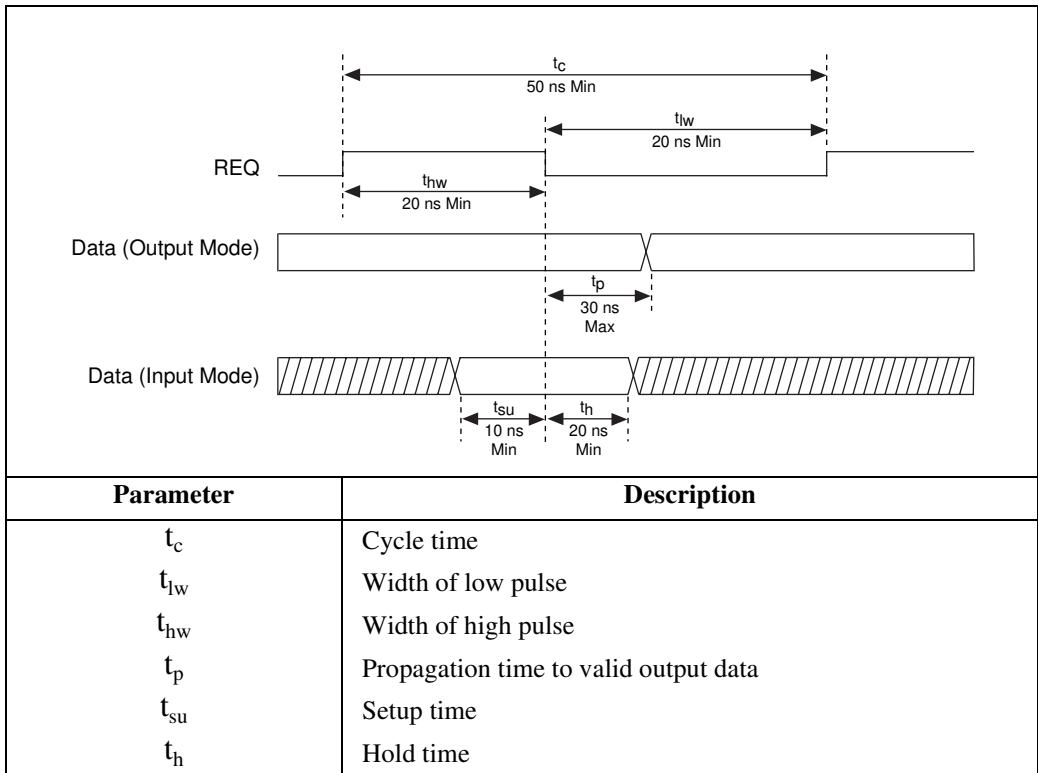 tc
50 ns Min
tlw
20 ns Min
REQ
thw
20 ns Min
Data (Output Mode)
tp
30 ns
Max
Data (Input Mode)
tsu
10 ns
Min
th
20 ns
Min
Parameter Description
tc Cycle time
tlw Width of low pulse
thw Width of high pulse
tp Propagation time to valid output data
tsu Setup time
th Hold time